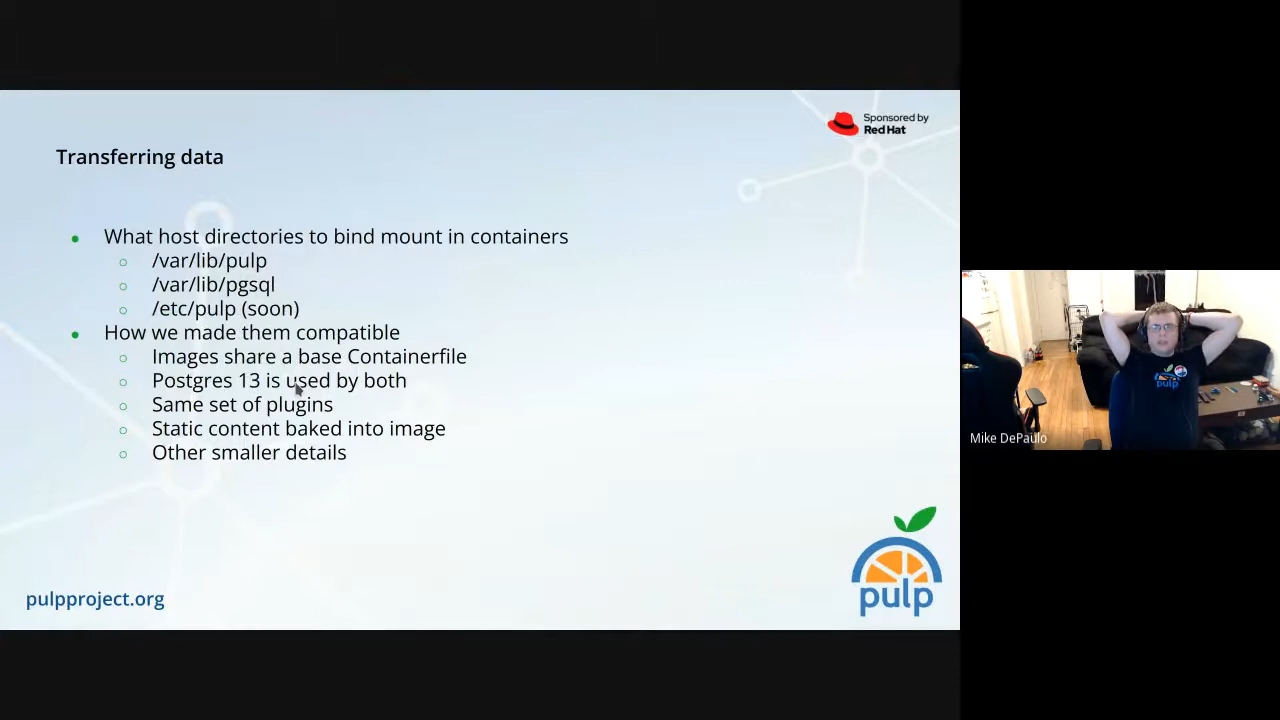 Sponsored by
Red Hat
Transferring data
What host directories to bind mount in containers
/var/lib/pulp
/var/lib/pgsql
/etc/pulp (soon)
How we made them compatible
Images share a base Containerfile
Postgres 13 is used by both
Same set of plugins
Static content baked into image
Other smaller details
pulpproject.org
pulp
pulp
Mike DePaulo